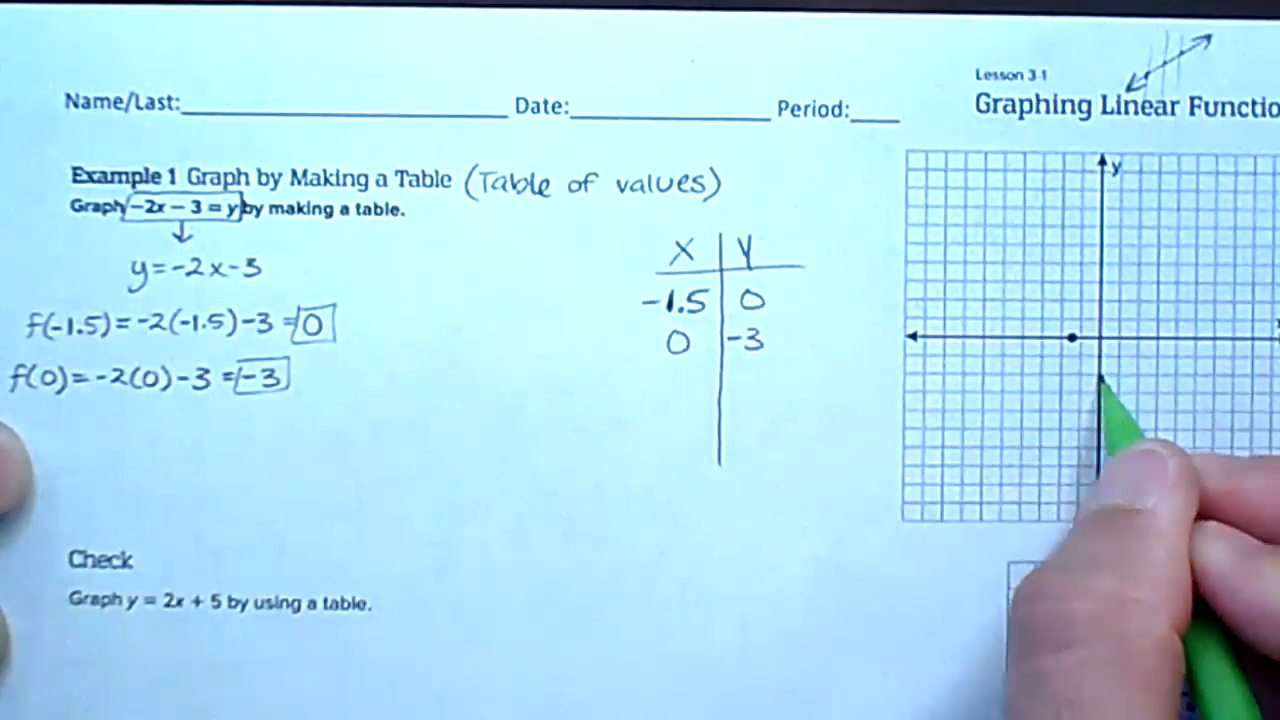 Lesson 3-1
Name/Last: Date: Period:
Graphing Linear Functio
Example 1 Graph by Making a Table (Table of values)
Graph −2x − 3 = y by making a table.
y=-2x-3
f(-1.5)=-2(-1.5)-3=0
f(0)=-2(0)-3=-3
X Y
-1.5 0
0 -3
y
Check
Graph y = 2x + 5 by using a table.